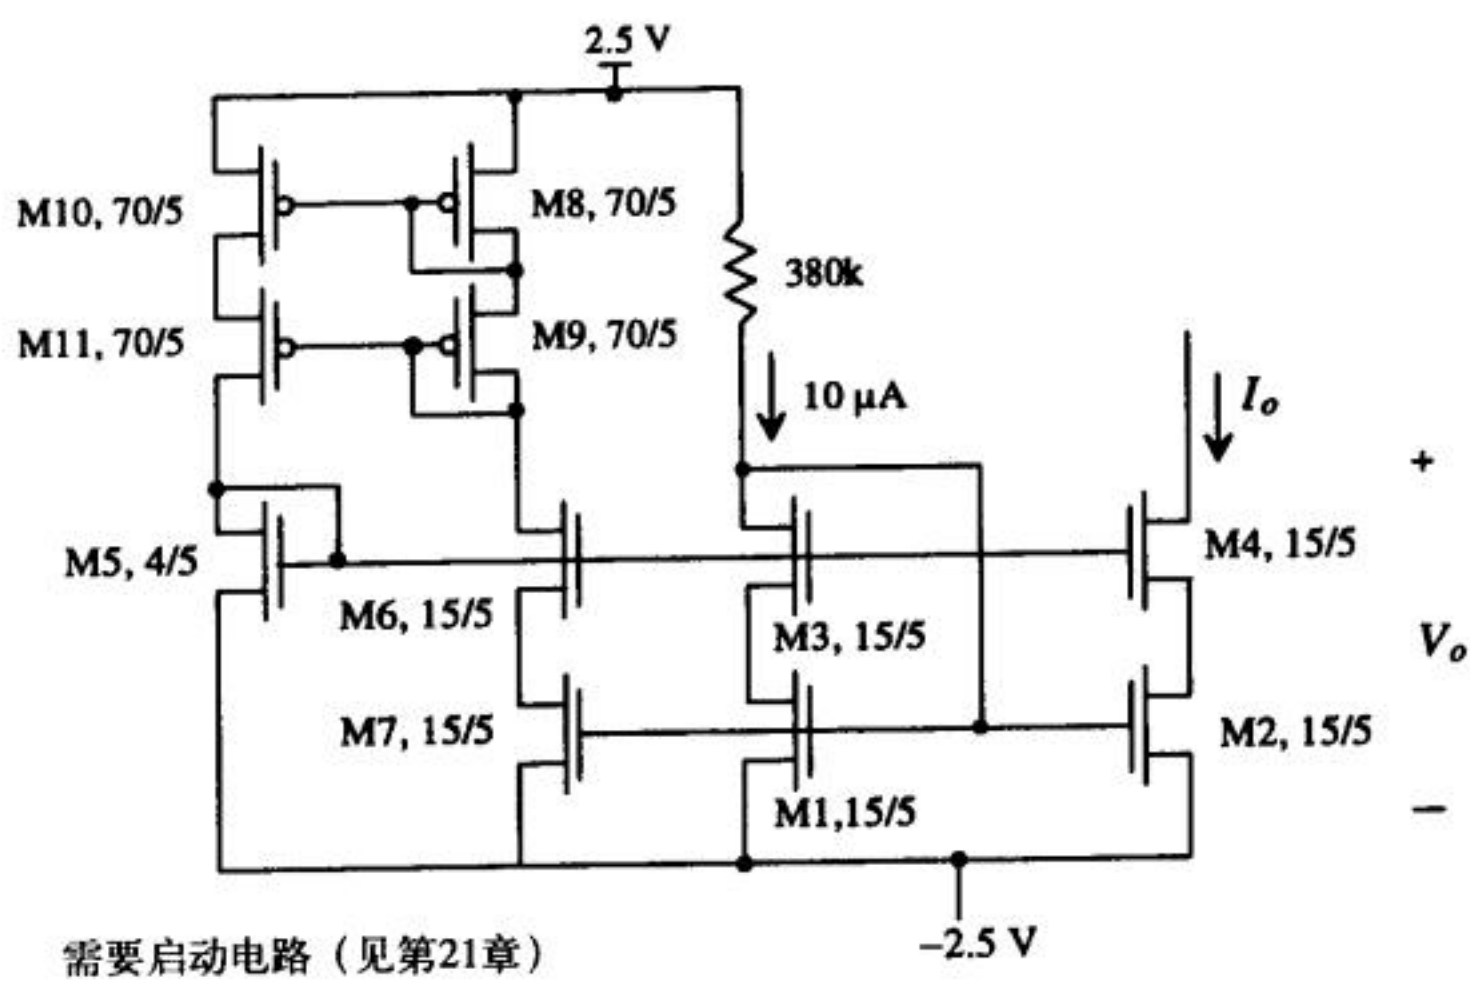 2.5 V
M10, 70/5
M8, 70/5
380k
M11, 70/5
M9, 70/5
10 μA
Io
+
M5, 4/5
M6, 15/5
M4, 15/5
M3, 15/5
Vo
M7, 15/5
M2, 15/5
M1,15/5
−
−2.5 V
需要启动电路（见第21章）